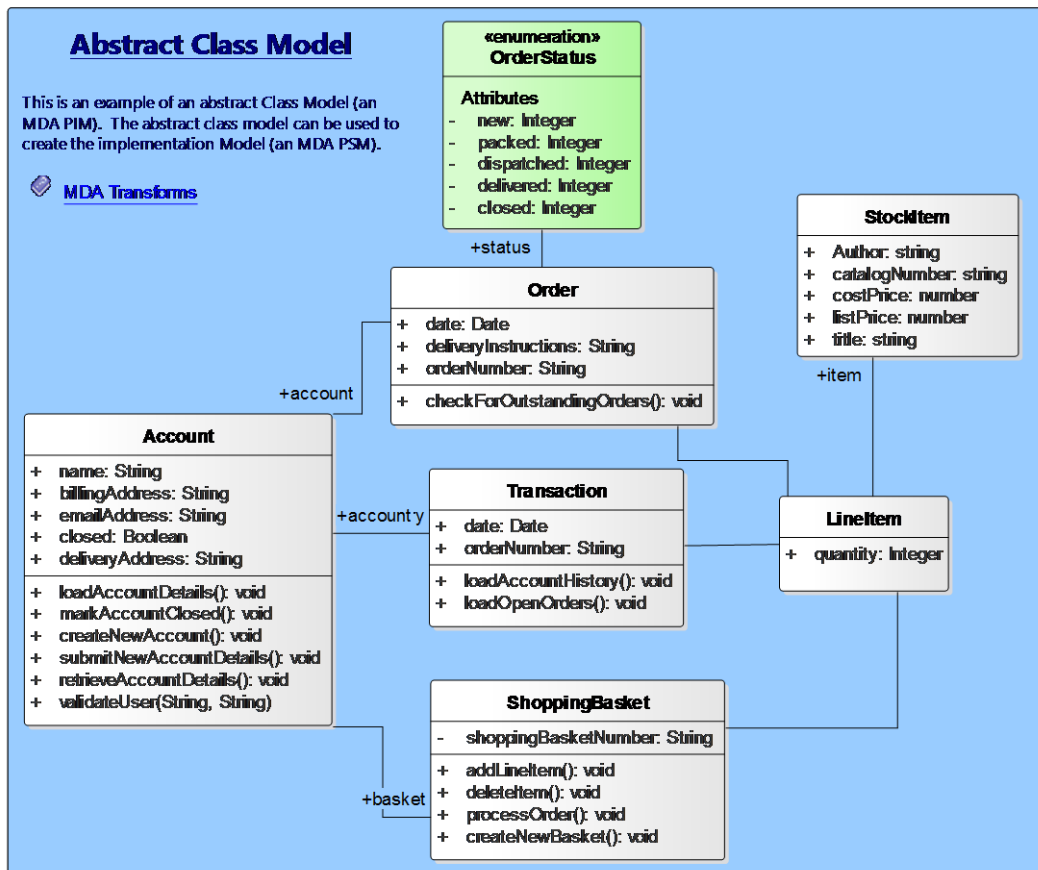 Abstract Class Model
This is an example of an abstract Class Model (an
MDA PIM). The abstract class model can be used to
create the implementation Model (an MDA PSM).
MDA Transforms
«enumeration»
OrderStatus
Attributes
- new: Integer
- packed: Integer
- dispatched: Integer
- delivered: Integer
- closed: Integer
+status
StockItem
+ Author: string
+ catalogNumber: string
+ costPrice: number
+ listPrice: number
+ title: string
+item
Order
+ date: Date
+ deliveryInstructions: String
+ orderNumber: String
+ checkForOutstandingOrders(): void
+account
Account
+ name: String
+ billingAddress: String
+ emailAddress: String
+ closed: Boolean
+ deliveryAddress: String
+ loadAccountDetails(): void
+ markAccountClosed(): void
+ createNewAccount(): void
+ submitNewAccountDetails(): void
+ retrieveAccountDetails(): void
+ validateUser(String, String)
+accounty
Transaction
+ date: Date
+ orderNumber: String
+ loadAccountHistory(): void
+ loadOpenOrders(): void
LineItem
+ quantity: Integer
+basket
ShoppingBasket
- shoppingBasketNumber: String
+ addLineItem(): void
+ deleteItem(): void
+ processOrder(): void
+ createNewBasket(): void